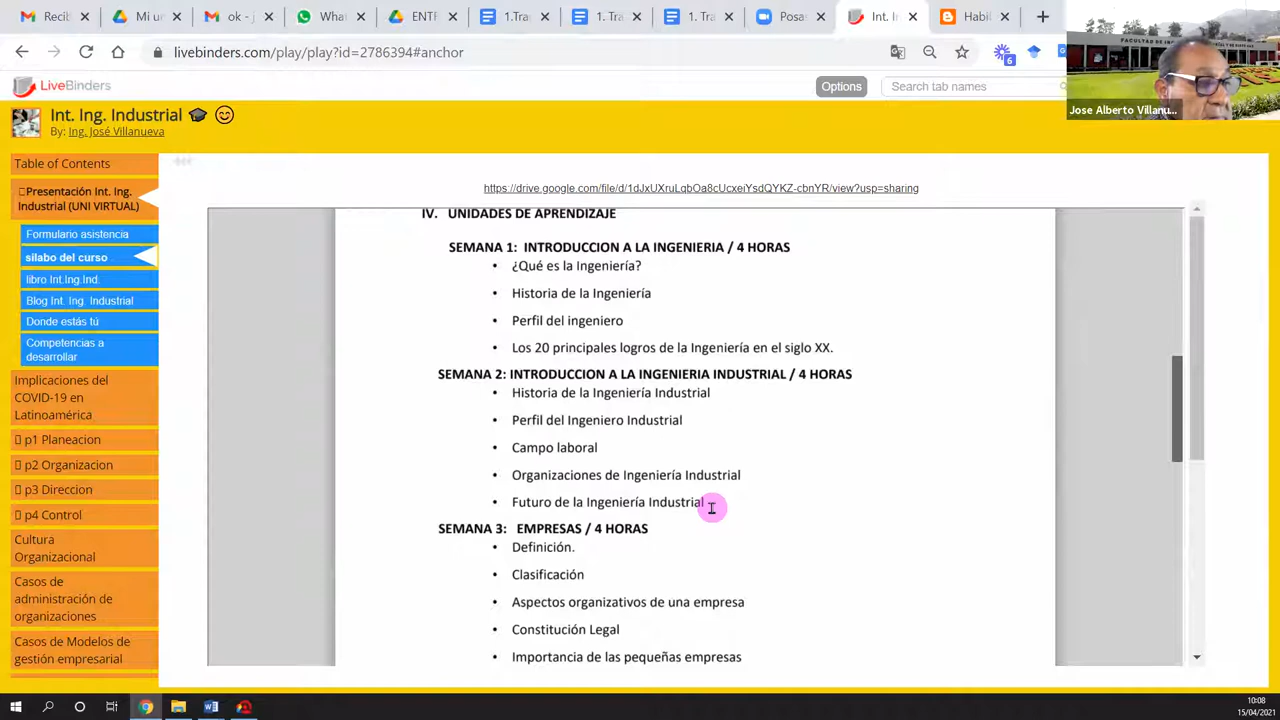 Mi un
ok - j
Whats
ENTF
1.Tra
1.Tra
1. Tra
Posa
Int. In
Habil
livebinders.com/play/play?id=2786394#anchor
6
LiveBinders
Options
Search tab names
FACULTAD DE
Jose Alberto Villanu...
Int. Ing. Industrial
By: Ing. José Villanueva
Table of Contents
Presentación Int. Ing.
Industrial (UNI VIRTUAL)
Formulario asistencia
silabo del curso
libro Int.Ing.Ind.
Blog Int. Ing. Industrial
Donde estás tú
Competencias a
desarrollar
Implicaciones del
COVID-19 en
Latinoamérica
p1 Planeacion
p2 Organizacion
p3 Direccion
p4 Control
Cultura
Organizacional
Casos de
administración de
organizaciones
Casos de Modelos de
gestión empresarial
https://drive.google.com/file/d/1dJxUXruLqbOa8cUcxeiYsdQYKZ-cbnYR/view?usp=sharing
IV. UNIDADES DE APRENDIZAJE
SEMANA 1: INTRODUCCION A LA INGENIERIA / 4 HORAS
• ¿Qué es la Ingeniería?
• Historia de la Ingeniería
• Perfil del ingeniero
• Los 20 principales logros de la Ingeniería en el siglo XX.
SEMANA 2: INTRODUCCION A LA INGENIERIA INDUSTRIAL / 4 HORAS
• Historia de la Ingeniería Industrial
• Perfil del Ingeniero Industrial
• Campo laboral
• Organizaciones de Ingeniería Industrial
• Futuro de la Ingeniería Industrial
SEMANA 3: EMPRESAS / 4 HORAS
• Definición.
• Clasificación
• Aspectos organizativos de una empresa
• Constitución Legal
• Importancia de las pequeñas empresas
10:08
15/04/2021